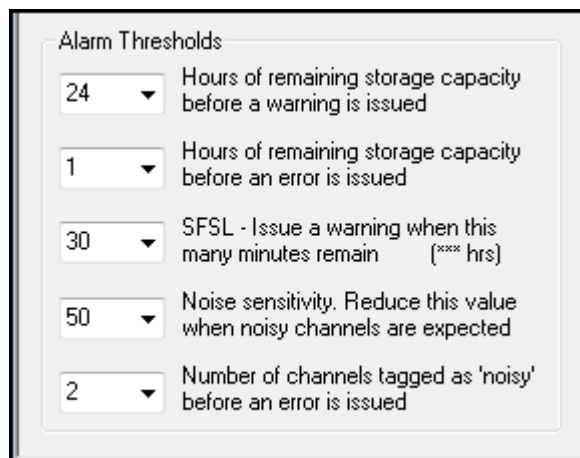 Alarm Thresholds
24
Hours of remaining storage capacity
before a warning is issued
1
Hours of remaining storage capacity
before an error is issued
30
SFSL - Issue a warning when this
many minutes remain (*** hrs)
50
Noise sensitivity. Reduce this value
when noisy channels are expected
2
Number of channels tagged as 'noisy'
before an error is issued